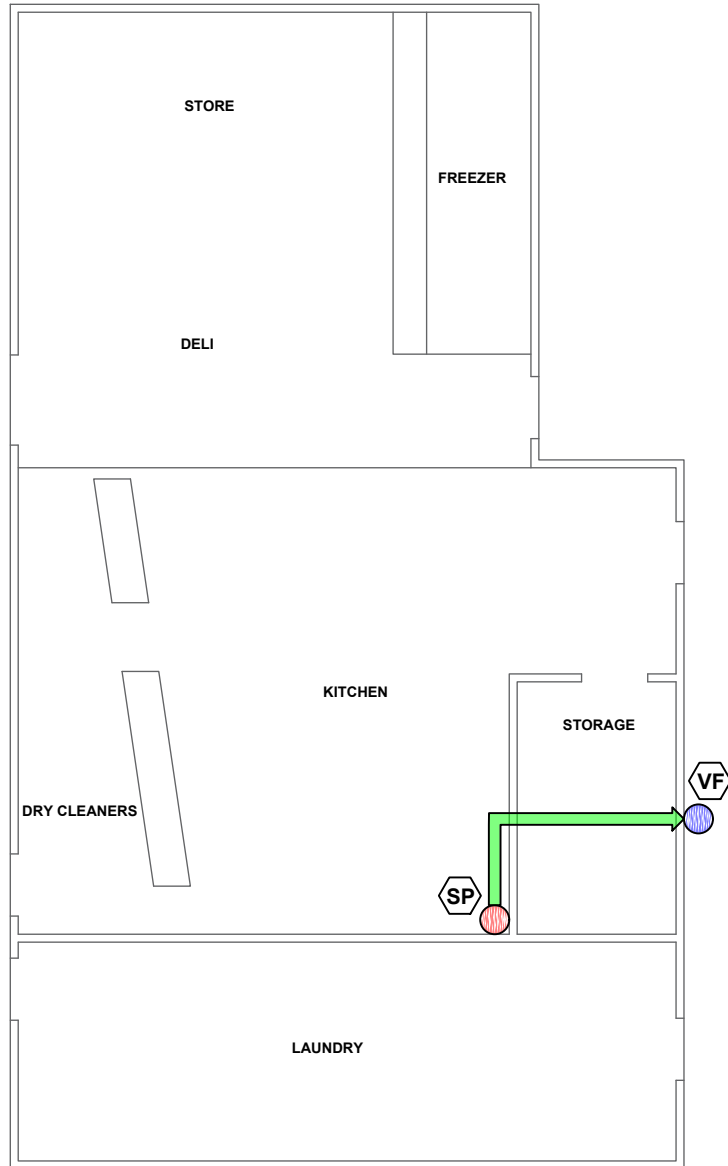 STORE
FREEZER
DELI
KITCHEN
STORAGE
VF
DRY CLEANERS
SP
LAUNDRY